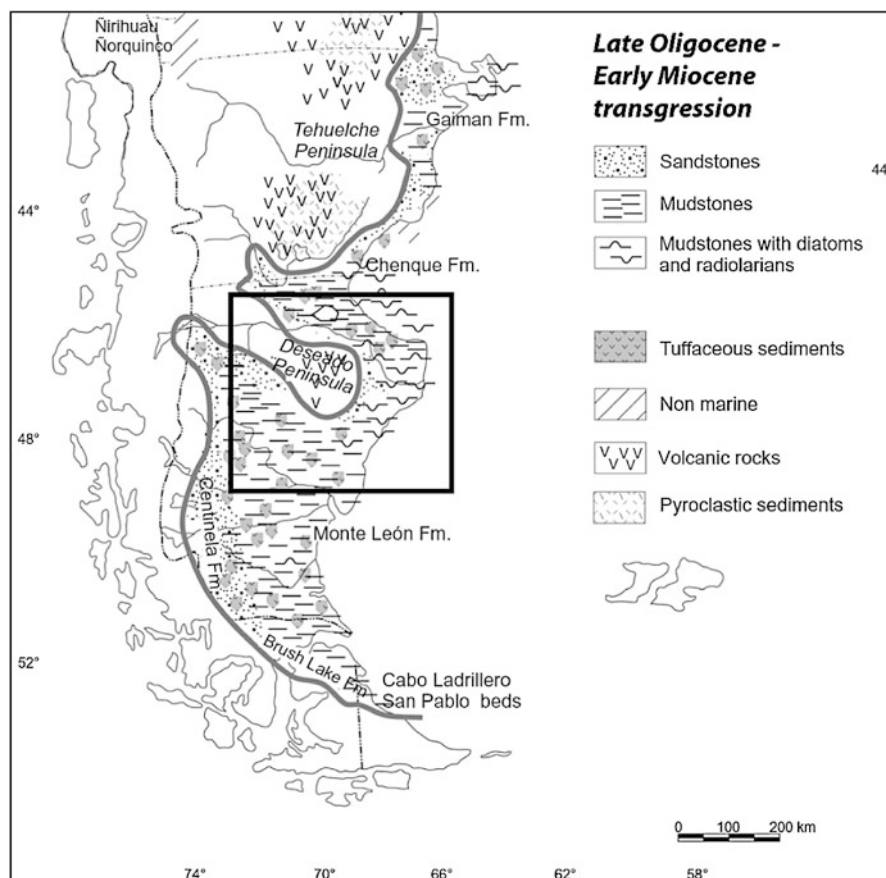 Ñirihuau
Ñorquinco
Late Oligocene -
Early Miocene
transgression
Gaiman Fm.
Tehuelche
Peninsula
Sandstones
44
44°
Mudstones
Mudstones with diatoms
and radiolarians
Chenque Fm.
Deseado
Peninsula
Tuffaceous sediments
Non marine
48°
Volcanic rocks
Pyroclastic sediments
Centinela Fm.
Monte León Fm.
Brush Lake Fm
52°
Cabo Ladrillero
San Pablo beds
0 100 200 km
74° 70° 66° 62° 58°